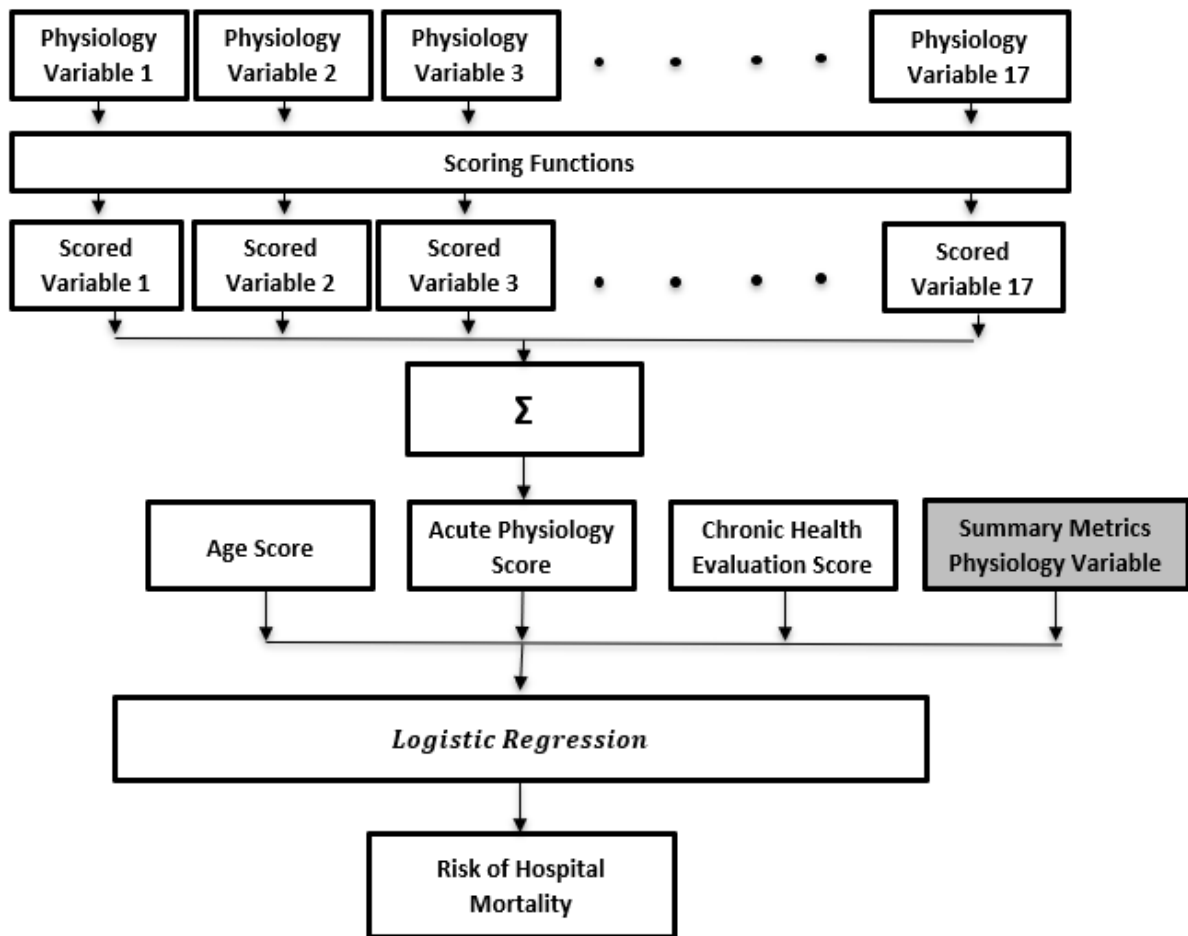 Physiology
Variable 1
Physiology
Variable 2
Physiology
Variable 3
Physiology
Variable 17
Scoring Functions
Scored
Variable 1
Scored
Variable 2
Scored
Variable 3
Scored
Variable 17
Σ
Age Score
Acute Physiology
Score
Chronic Health
Evaluation Score
Summary Metrics
Physiology Variable
Logistic Regression
Risk of Hospital
Mortality